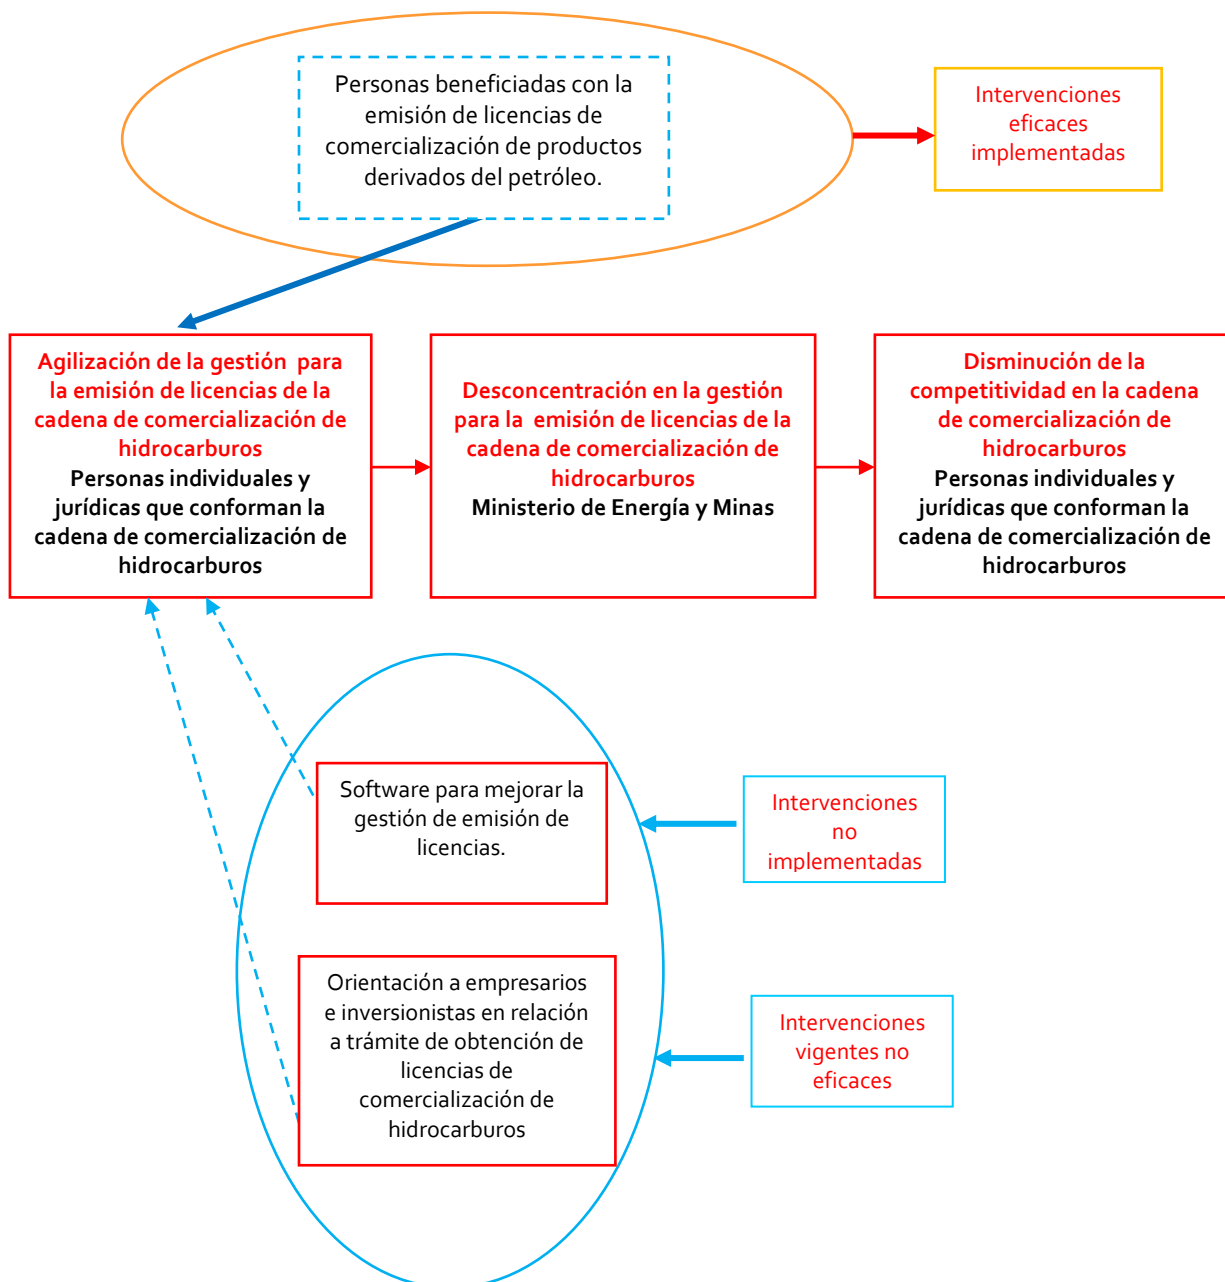 Personas beneficiadas con la
emisión de licencias de
comercialización de productos
derivados del petróleo.
Intervenciones
eficaces
implementadas
Agilización de la gestión  para
la emisión de licencias de la
cadena de comercialización de
hidrocarburos
Personas individuales y
jurídicas que conforman la
cadena de comercialización de
hidrocarburos
Desconcentración en la gestión
para la  emisión de licencias de la
cadena de comercialización de
hidrocarburos
Ministerio de Energía y Minas
Disminución de la
competitividad en la cadena
de comercialización de
hidrocarburos
Personas individuales y
jurídicas que conforman la
cadena de comercialización de
hidrocarburos
Software para mejorar la
gestión de emisión de
licencias.
Intervenciones
no
implementadas
Orientación a empresarios
e inversionistas en relación
a trámite de obtención de
licencias de
comercialización de
hidrocarburos
Intervenciones
vigentes no
eficaces